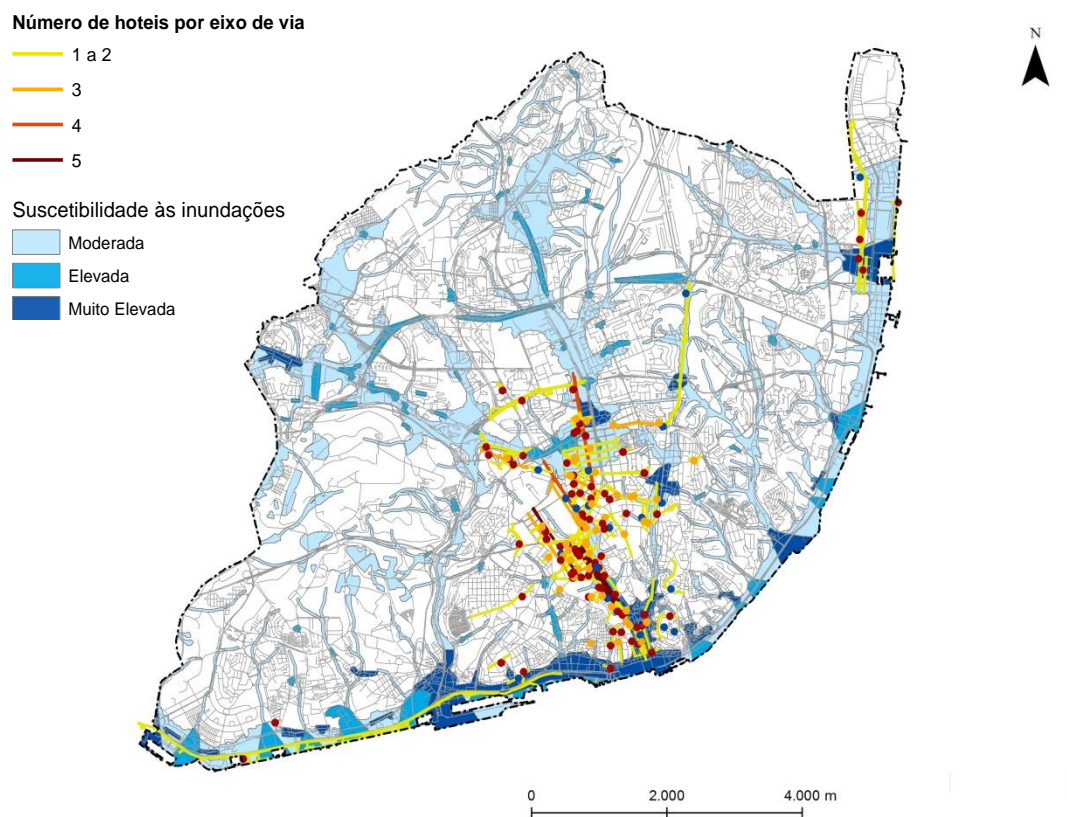 Número de hoteis por eixo de via
1 a 2
3
4
5
Suscetibilidade às inundações
Moderada
Elevada
Muito Elevada
N
0 2.000 4.000 m